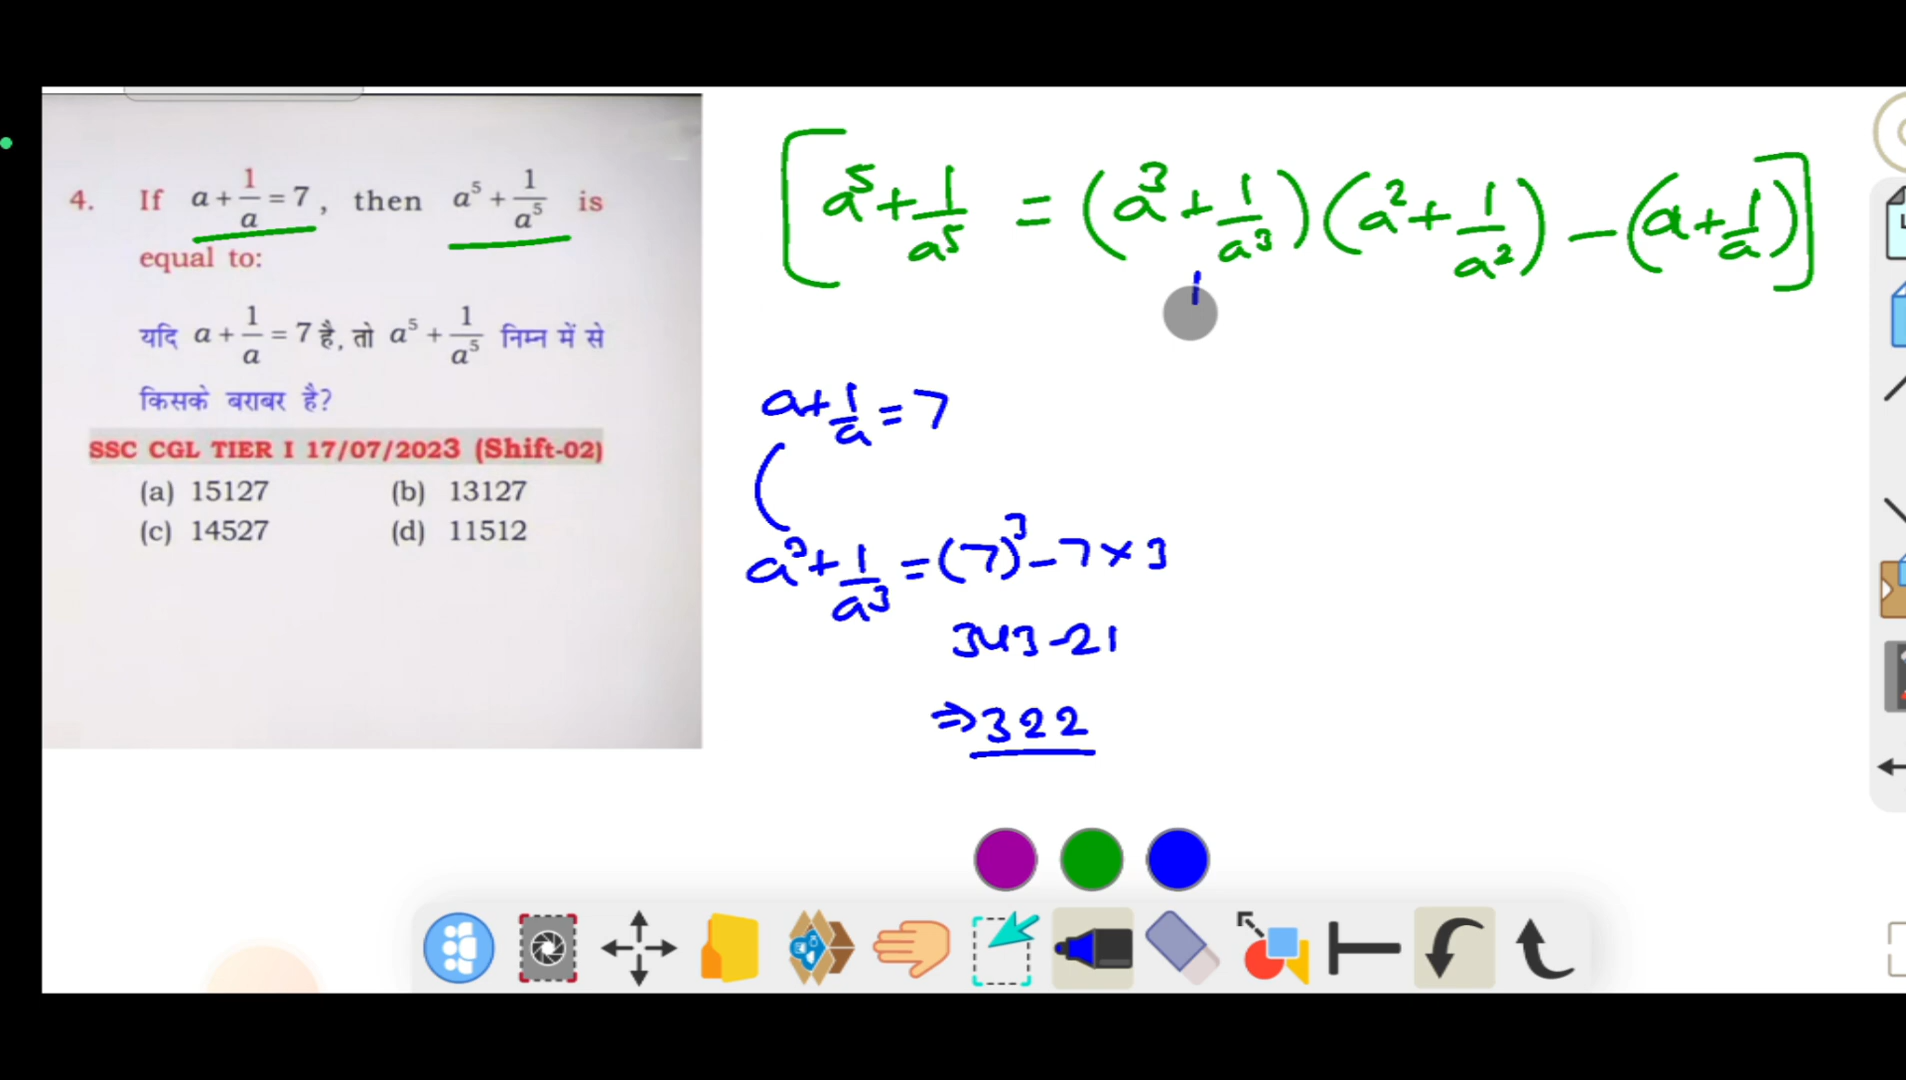 4. If a + 1/a = 7, then a⁵ + 1/a⁵ is
equal to:
यदि a + 1/a = 7 है, तो a⁵ + 1/a⁵ निम्न में से
किसके बराबर है?
SSC CGL TIER I 17/07/2023 (Shift-02)
(a) 15127 (b) 13127
(c) 14527 (d) 11512
[a⁵ + 1/a⁵ = (a³ + 1/a³)(a² + 1/a²) - (a + 1/a)]
a + 1/a = 7
a³ + 1/a³ = (7)³ - 7 × 3
343 - 21
⇒ 322